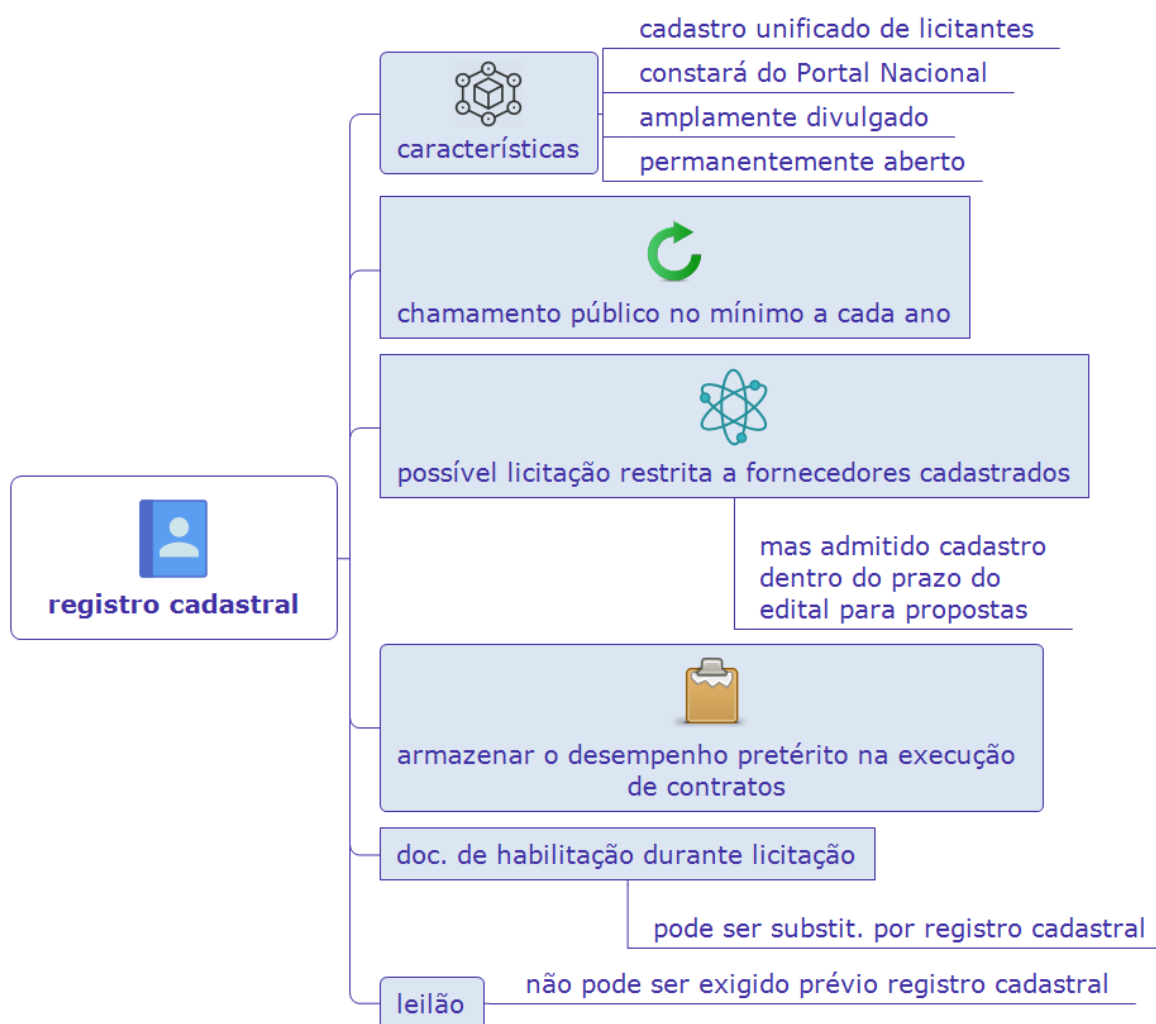 cadastro unificado de licitantes
constará do Portal Nacional
amplamente divulgado
permanentemente aberto
características
chamamento público no mínimo a cada ano
possível licitação restrita a fornecedores cadastrados
mas admitido cadastro
dentro do prazo do
edital para propostas
registro cadastral
armazenar o desempenho pretérito na execução
de contratos
doc. de habilitação durante licitação
pode ser substit. por registro cadastral
leilão
não pode ser exigido prévio registro cadastral